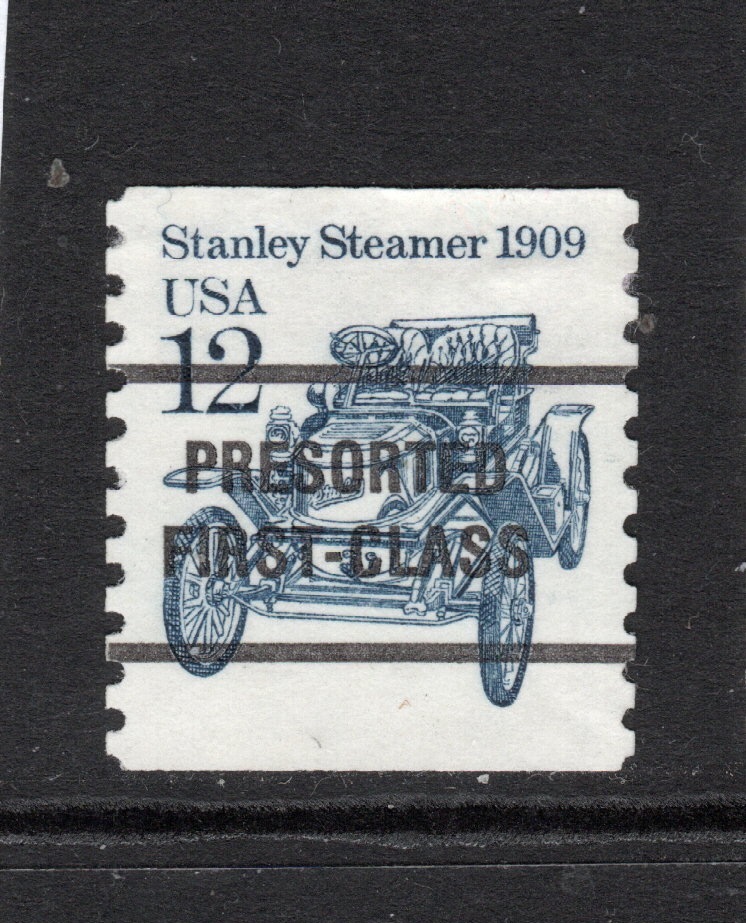 Stanley Steamer 1909
USA
12
PRESORTED
FIRST-CLASS